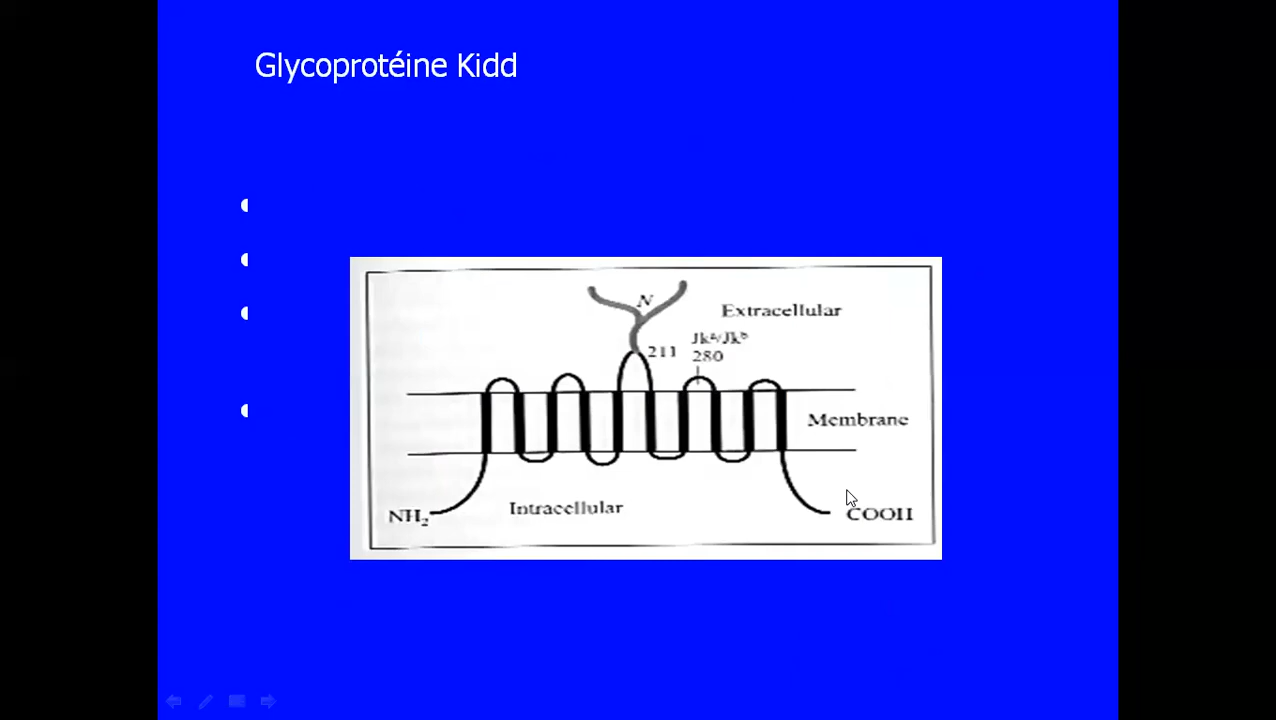 Glycoprotéine Kidd
N
Extracellular
Jkᵃ/Jkᵇ
211
280
Membrane
Intracellular
NH₂
COOH